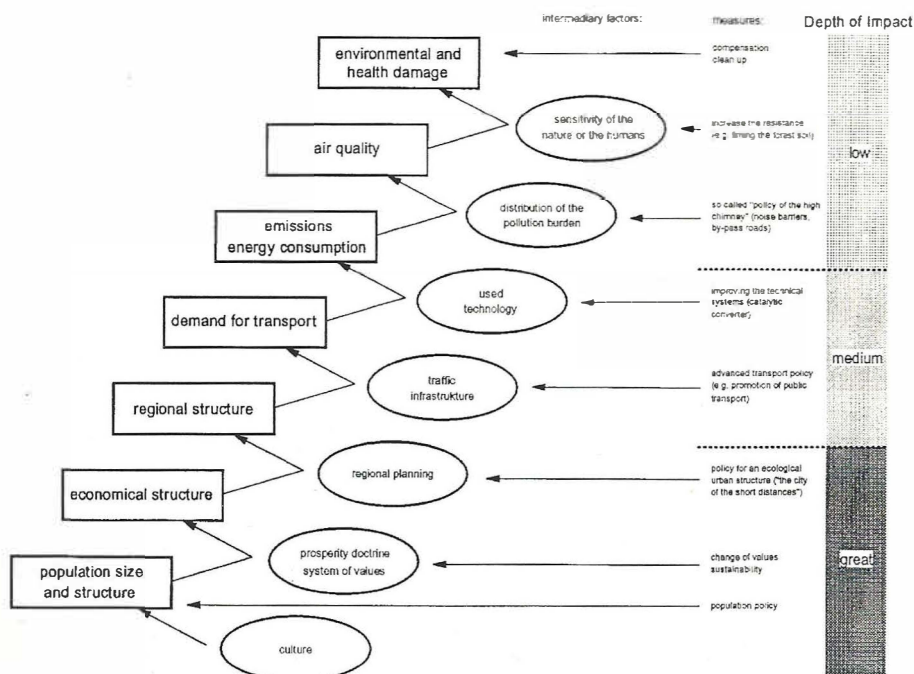 intermediary factors:
measures:
Depth of Impact
environmental and
health damage
compensation
clean up
sensitivity of the
nature or the humans
increase the resistance
(e.g. liming the forest soil)
air quality
low
distribution of the
pollution burden
so called "policy of the high
chimney" (noise barriers,
by-pass roads)
emissions
energy consumption
used
technology
improving the technical
systems (catalytic
converter)
demand for transport
medium
traffic
infrastrukture
advanced transport policy
(e.g. promotion of public
transport)
regional structure
regional planning
policy for an ecological
urban structure ("the city
of the short distances")
economical structure
prosperity doctrine
system of values
change of values
sustainability
great
population size
and structure
population policy
culture